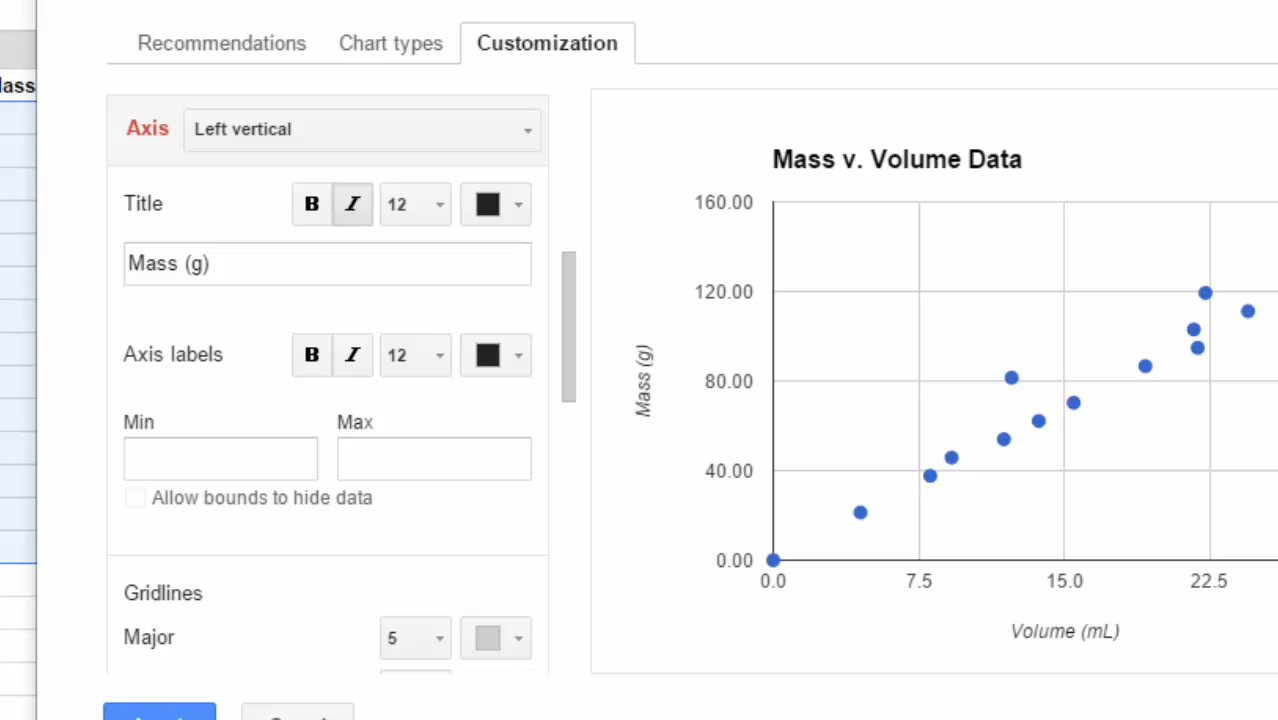 Recommendations Chart types Customization
Axis Left vertical
Title B I 12
Mass (g)
Axis labels B I 12
Min Max
Allow bounds to hide data
Gridlines
Major 5
Mass v. Volume Data
160.00
120.00
80.00
40.00
0.00
Mass (g)
0.0 7.5 15.0 22.5
Volume (mL)